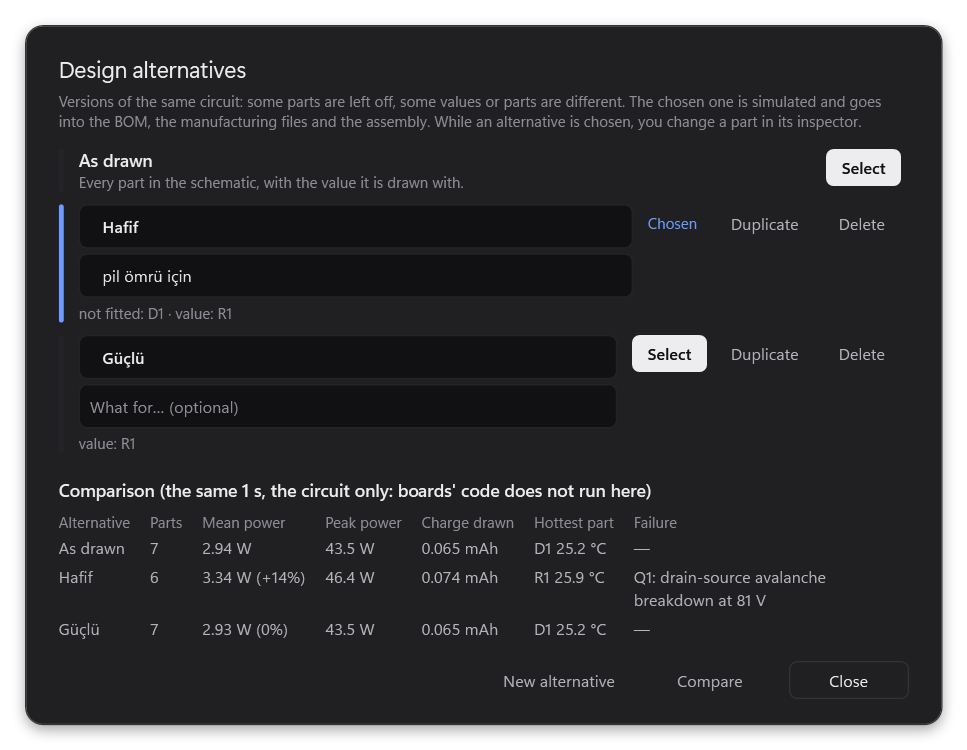 Design alternatives
Versions of the same circuit: some parts are left off, some values or parts are different. The chosen one is simulated and goes
into the BOM, the manufacturing files and the assembly. While an alternative is chosen, you change a part in its inspector.
As drawn
Select
Every part in the schematic, with the value it is drawn with.
Hafif
Chosen Duplicate Delete
pil ömrü için
not fitted: D1 · value: R1
Güçlü
Select Duplicate Delete
What for... (optional)
value: R1
Comparison (the same 1 s, the circuit only: boards' code does not run here)
Alternative Parts Mean power Peak power Charge drawn Hottest part Failure
As drawn 7 2.94 W 43.5 W 0.065 mAh D1 25.2 °C —
Hafif 6 3.34 W (+14%) 46.4 W 0.074 mAh R1 25.9 °C Q1: drain-source avalanche
breakdown at 81 V
Güçlü 7 2.93 W (0%) 43.5 W 0.065 mAh D1 25.2 °C —
New alternative Compare Close